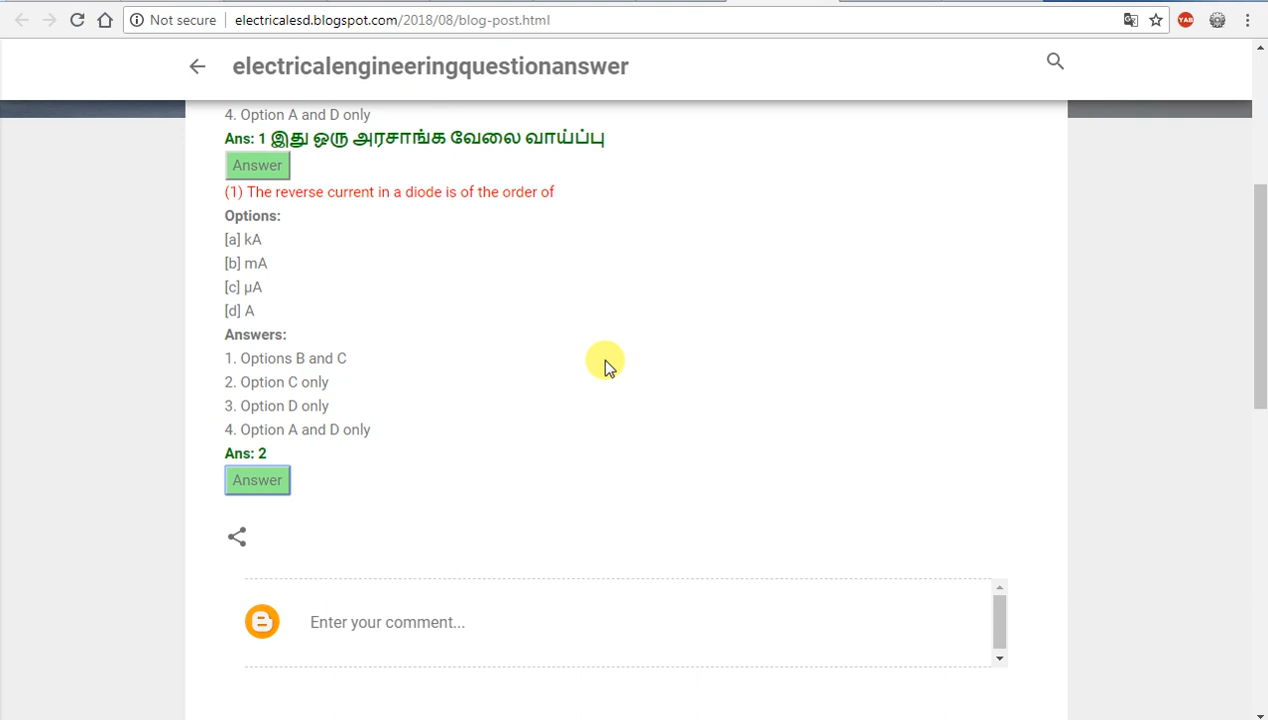 Not secure
electricalesd.blogspot.com/2018/08/blog-post.html
YAB
electricalengineeringquestionanswer
4. Option A and D only
Ans: 1 இது ஒரு அரசாங்க வேலை வாய்ப்பு
Answer
(1) The reverse current in a diode is of the order of
Options:
[a] kA
[b] mA
[c] μA
[d] A
Answers:
1. Options B and C
2. Option C only
3. Option D only
4. Option A and D only
Ans: 2
Answer
Enter your comment...